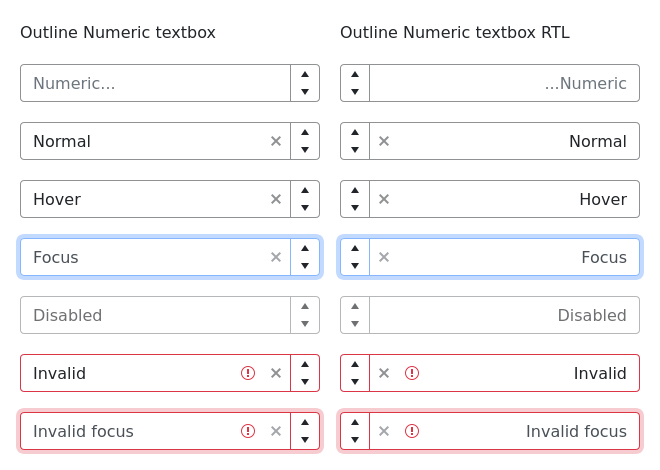 Outline Numeric textbox
Numeric...
Normal
Hover
Focus
Disabled
Invalid
Invalid focus
Outline Numeric textbox RTL
...Numeric
Normal
Hover
Focus
Disabled
Invalid
Invalid focus